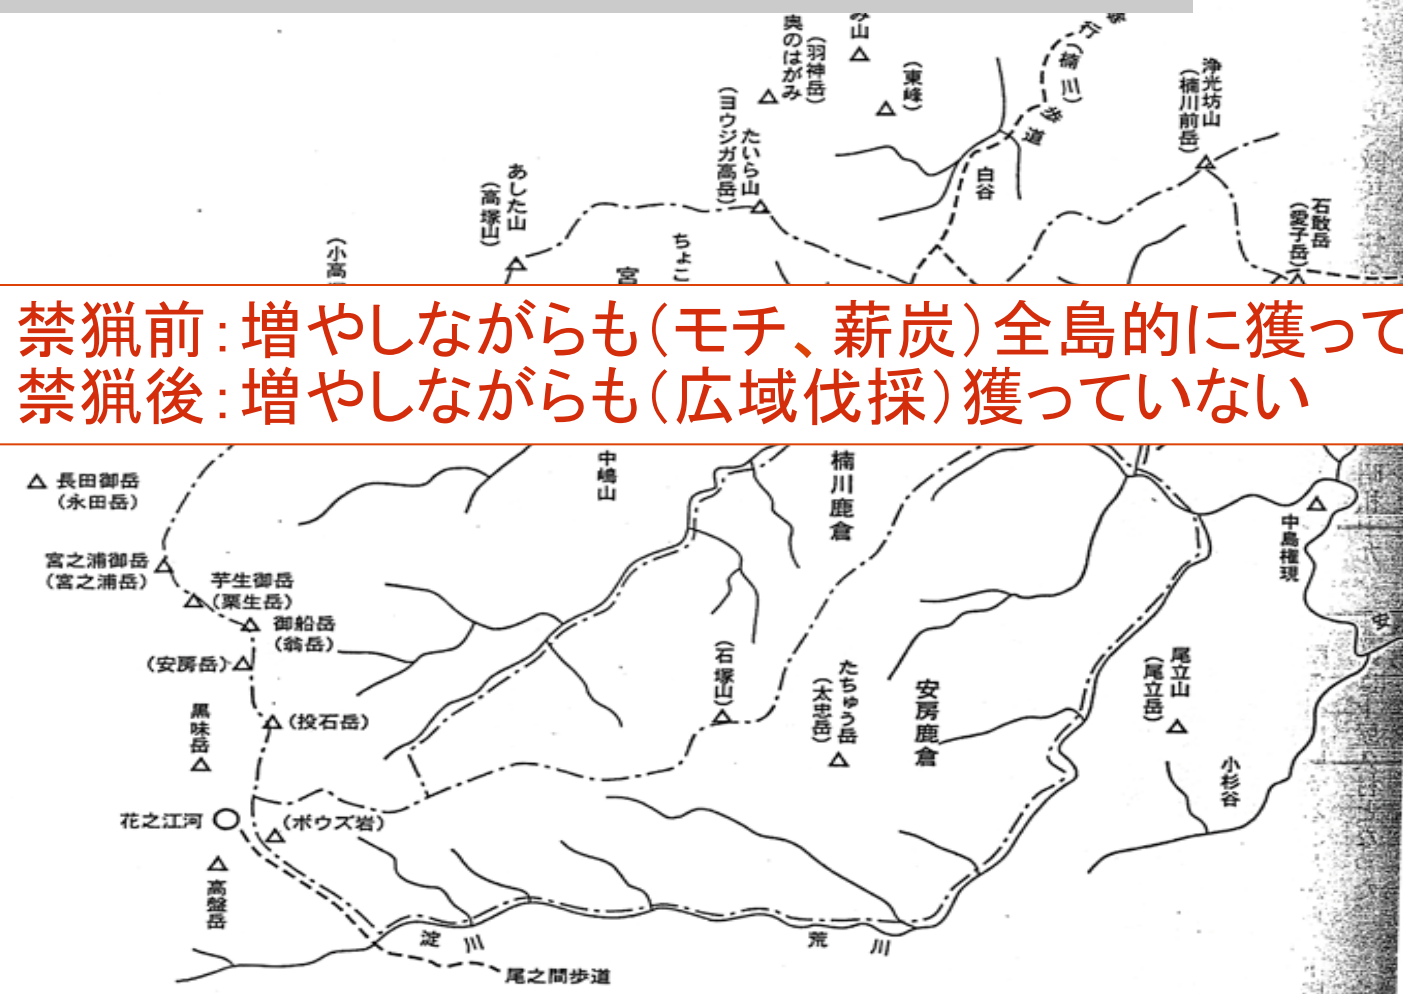 み山
奥のはがみ
(羽神岳)
(東峰)
行
(楠川)
歩道
浄光坊山
(楠川前岳)
たいら山
(ヨウジガ高岳)
白谷
あした山
(高塚山)
石敢岳
(愛子岳)
(小高
ちょこ
宮
禁猟前:増やしながらも(モチ、薪炭)全島的に獲って
禁猟後:増やしながらも(広域伐採)獲っていない
中嶋山
楠川鹿倉
長田御岳
(永田岳)
中島権現
宮之浦御岳
(宮之浦岳)
芋生御岳
(栗生岳)
御船岳
(翁岳)
安
(安房岳)
(石塚山)
たちゅう岳
(太忠岳)
安房鹿倉
尾立山
(尾立岳)
黒味岳
(投石岳)
小杉谷
花之江河
(ボウズ岩)
高盤岳
淀川
荒川
尾之間歩道